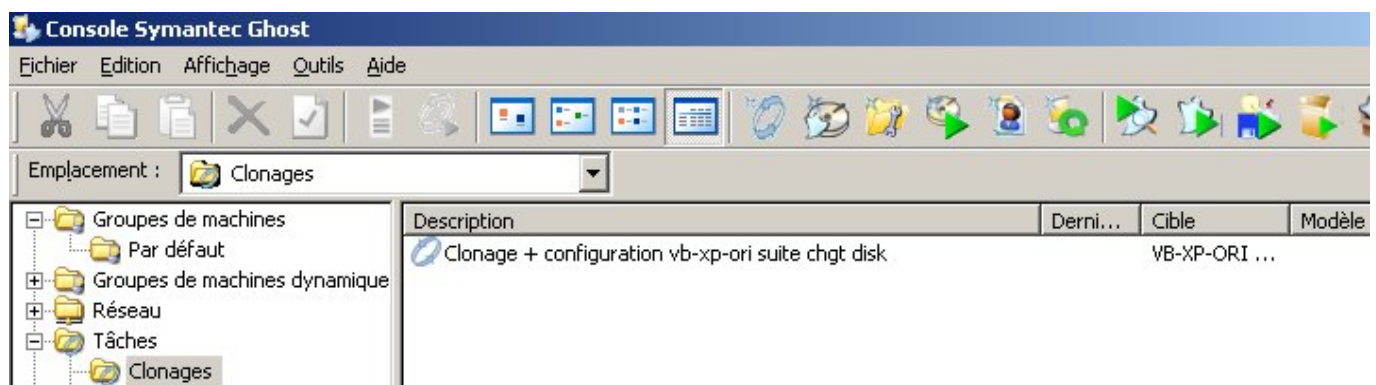 Console Symantec Ghost
Fichier Edition Affichage Outils Aide
Emplacement : Clonages
Groupes de machines
Par défaut
Groupes de machines dynamique
Réseau
Tâches
Clonages
Description Derni... Cible Modèle
Clonage + configuration vb-xp-ori suite chgt disk VB-XP-ORI ...